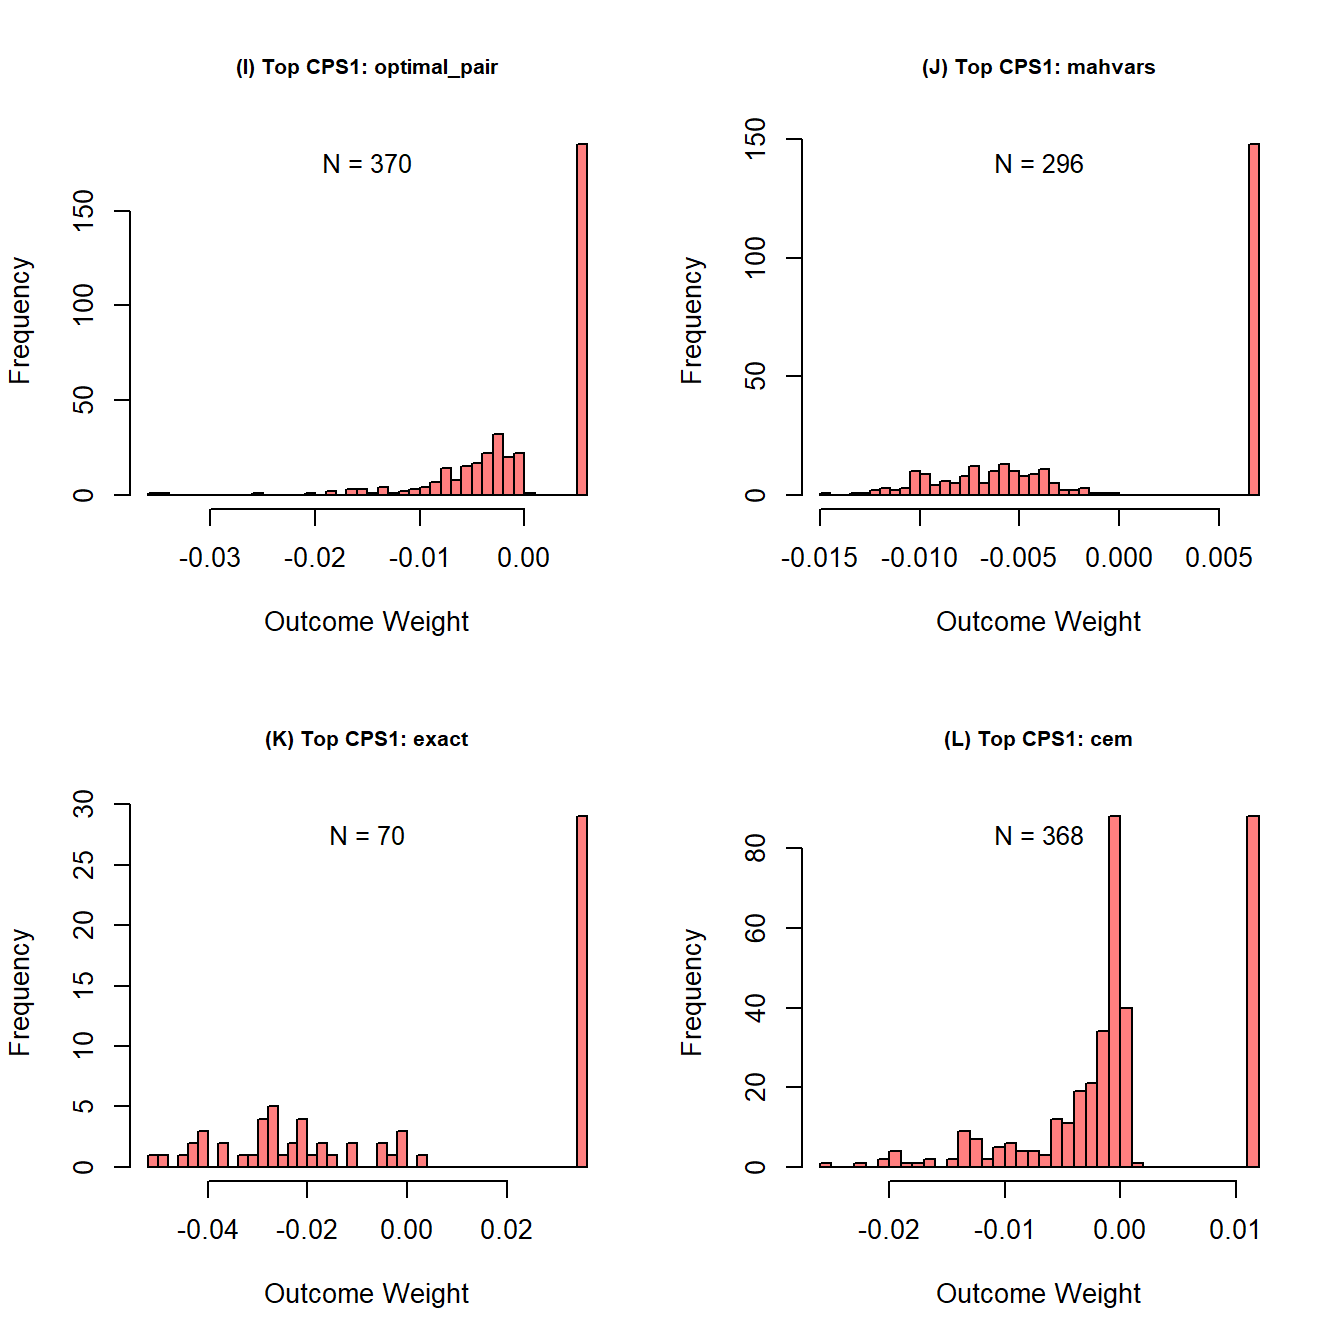 (I) Top CPS1: optimal_pair
N = 370
Frequency
0
50
100
150
-0.03 -0.02 -0.01 0.00
Outcome Weight
(J) Top CPS1: mahvars
N = 296
Frequency
0
50
100
150
-0.015 -0.010 -0.005 0.000 0.005
Outcome Weight
(K) Top CPS1: exact
N = 70
Frequency
0
5
10
15
20
25
30
-0.04 -0.02 0.00 0.02
Outcome Weight
(L) Top CPS1: cem
N = 368
Frequency
0
20
40
60
80
-0.02 -0.01 0.00 0.01
Outcome Weight